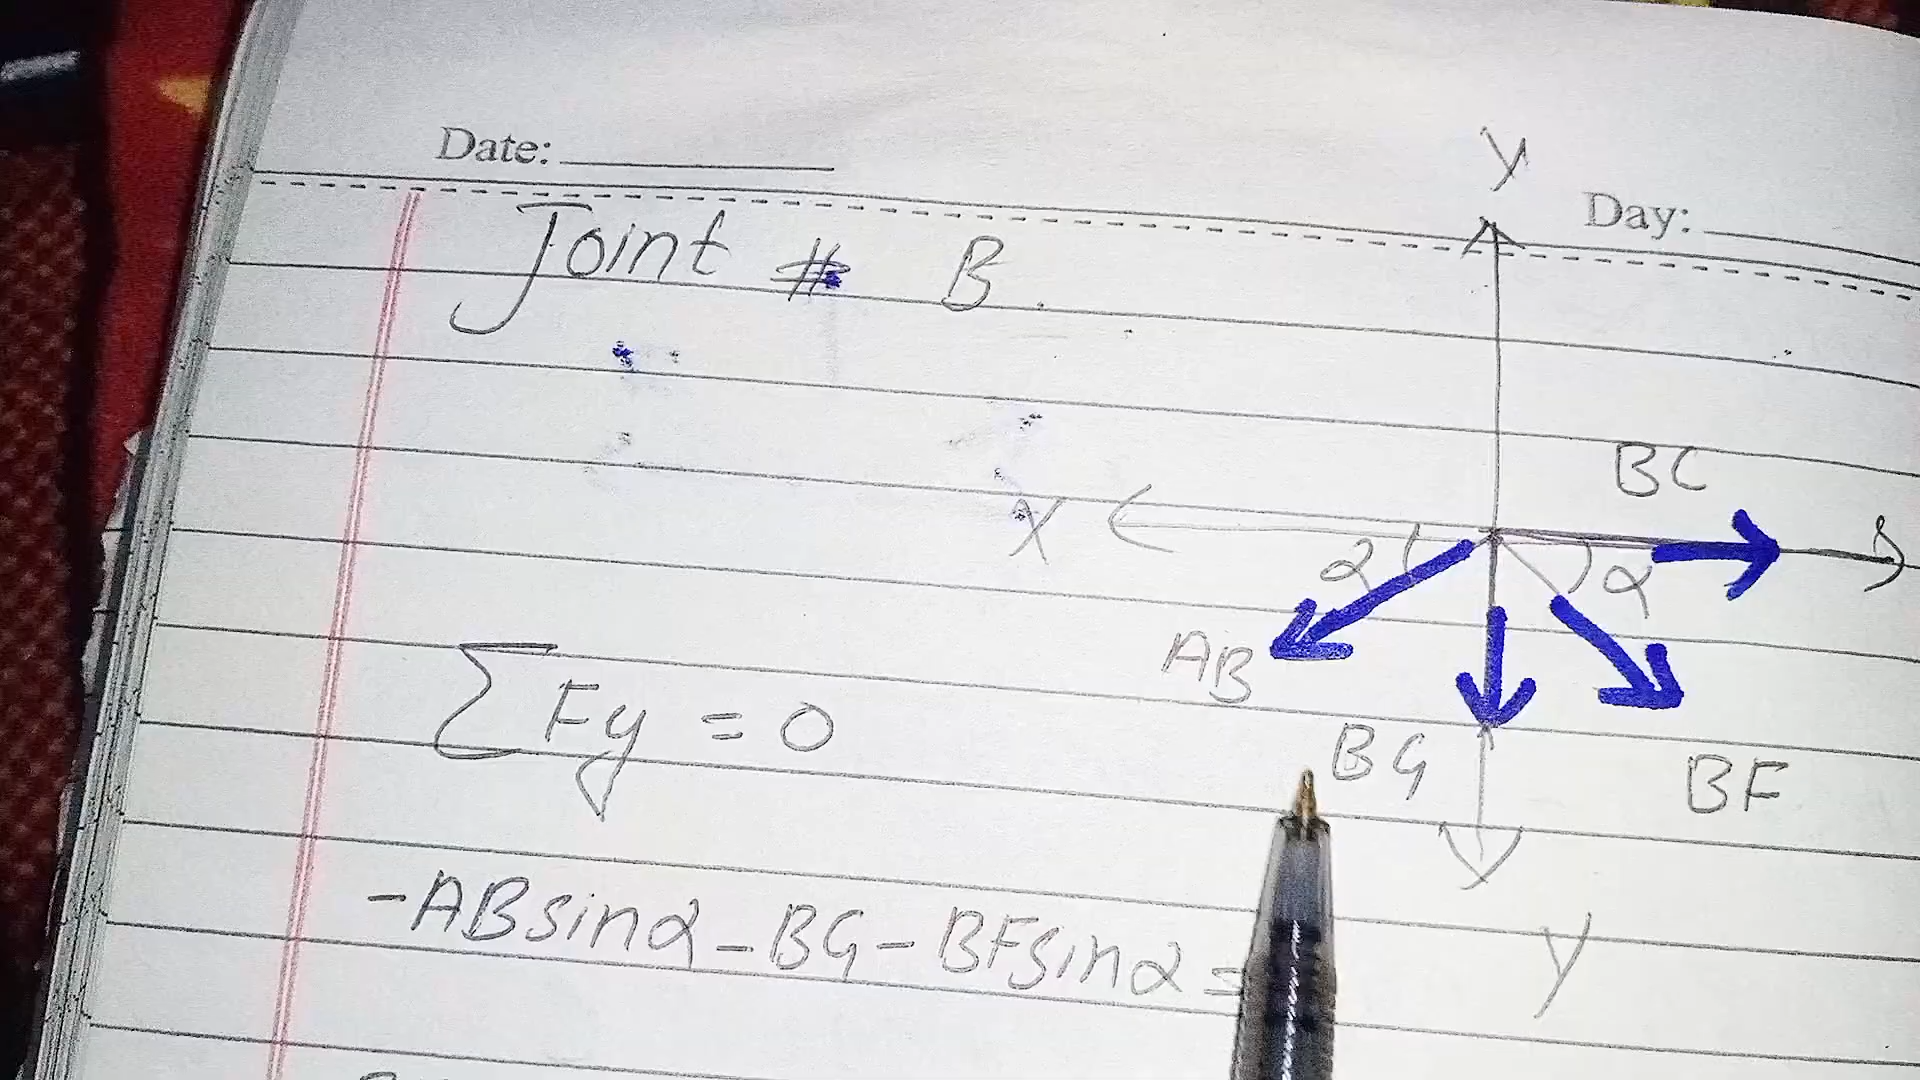 Date:
Day:
Joint # B.
y
BC
X
α
α
AB
ΣFy = 0
BG
BF
-ABsinα-BG-BFsinα=
y